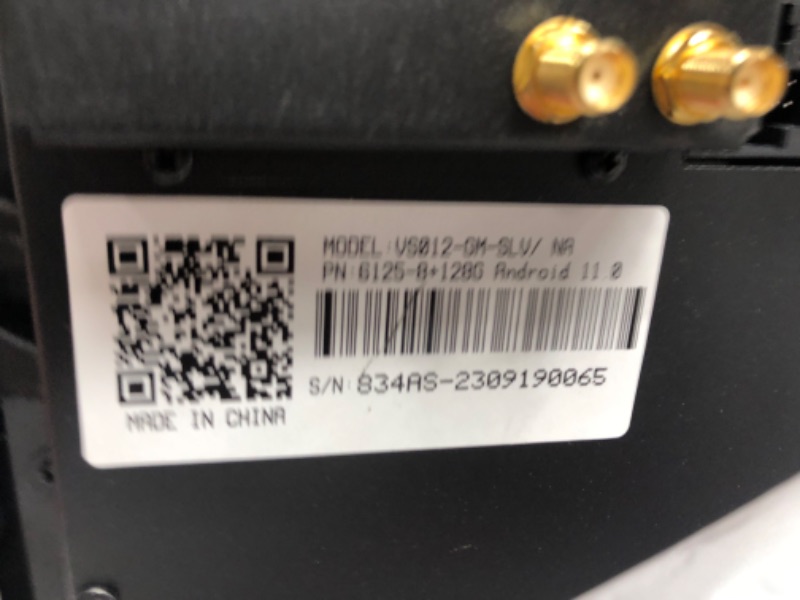 MODEL:VS012-GM-SLV/ NA
PN:6125-8+128G Android 11.0
S/N:834AS-2309190065
MADE IN CHINA